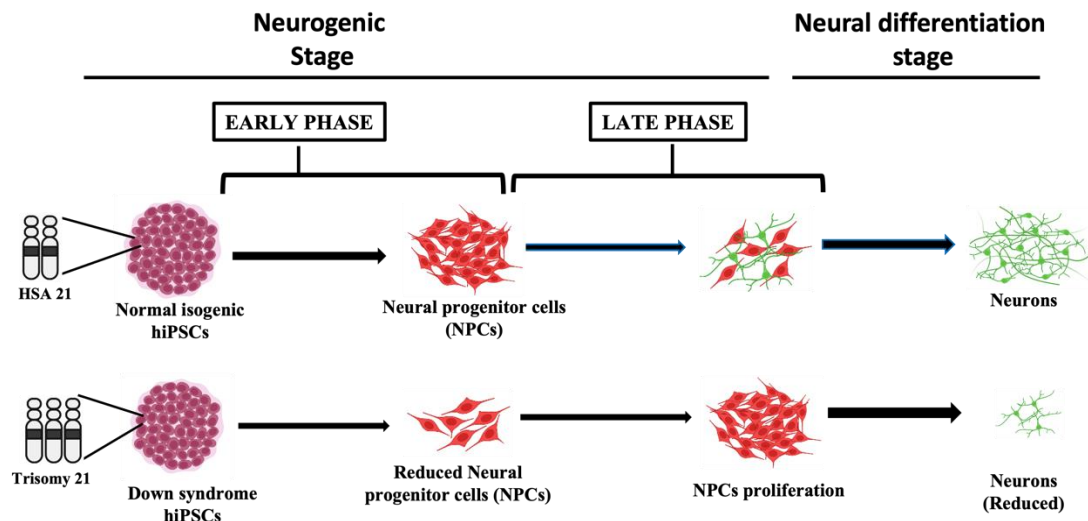 Neurogenic
Stage
Neural differentiation
stage
EARLY PHASE
LATE PHASE
HSA 21
Normal isogenic
hiPSCs
Neural progenitor cells
(NPCs)
Neurons
Trisomy 21
Down syndrome
hiPSCs
Reduced Neural
progenitor cells (NPCs)
NPCs proliferation
Neurons
(Reduced)